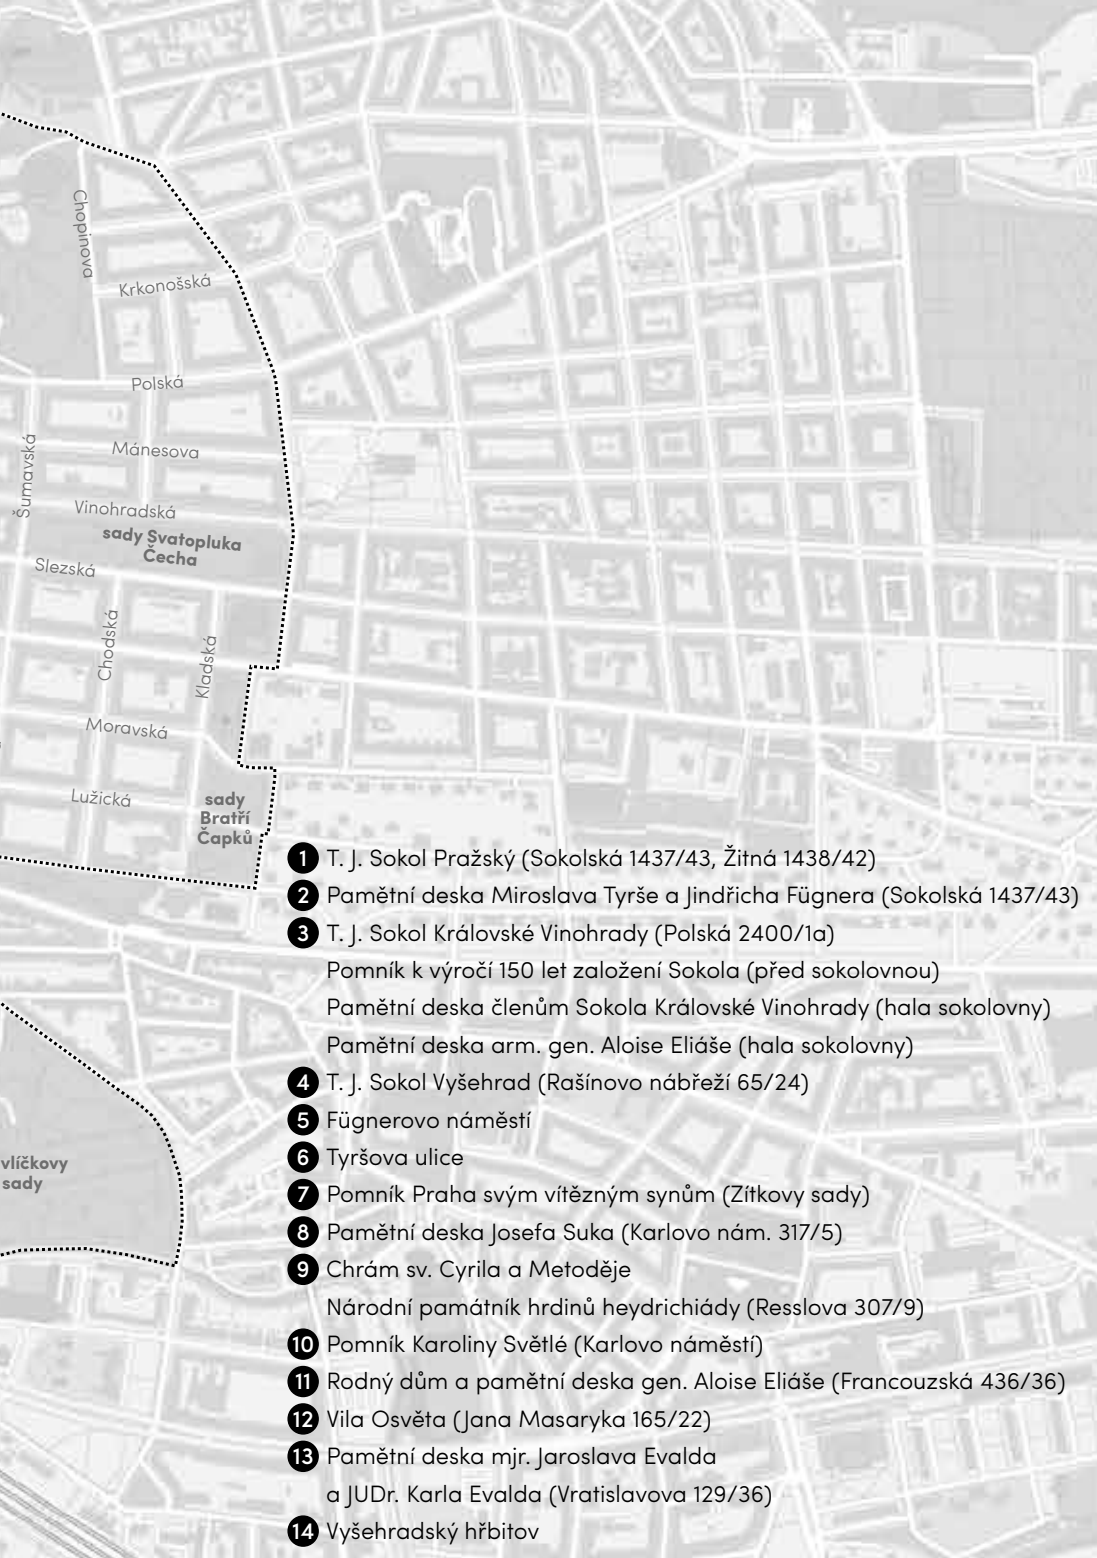 Chopinova
Krkonošská
Polská
Šumavská
Mánesova
Vinohradská
sady Svatopluka
Čecha
Slezská
Chodská
Kladská
Moravská
Lužická
sady
Bratří
Čapků
1 T. J. Sokol Pražský (Sokolská 1437/43, Žitná 1438/42)
2 Pamětní deska Miroslava Tyrše a Jindřicha Fügnera (Sokolská 1437/43)
3 T. J. Sokol Královské Vinohrady (Polská 2400/1a)
Pomník k výročí 150 let založení Sokola (před sokolovnou)
Pamětní deska členům Sokola Královské Vinohrady (hala sokolovny)
Pamětní deska arm. gen. Aloise Eliáše (hala sokolovny)
4 T. J. Sokol Vyšehrad (Rašínovo nábřeží 65/24)
5 Fügnerovo náměstí
6 Tyršova ulice
vlíčkovy
sady
7 Pomník Praha svým vítězným synům (Zítkovy sady)
8 Pamětní deska Josefa Suka (Karlovo nám. 317/5)
9 Chrám sv. Cyrila a Metoděje
Národní památník hrdinů heydrichiády (Resslova 307/9)
10 Pomník Karoliny Světlé (Karlovo náměstí)
11 Rodný dům a pamětní deska gen. Aloise Eliáše (Francouzská 436/36)
12 Vila Osvěta (Jana Masaryka 165/22)
13 Pamětní deska mjr. Jaroslava Evalda
a JUDr. Karla Evalda (Vratislavova 129/36)
14 Vyšehradský hřbitov